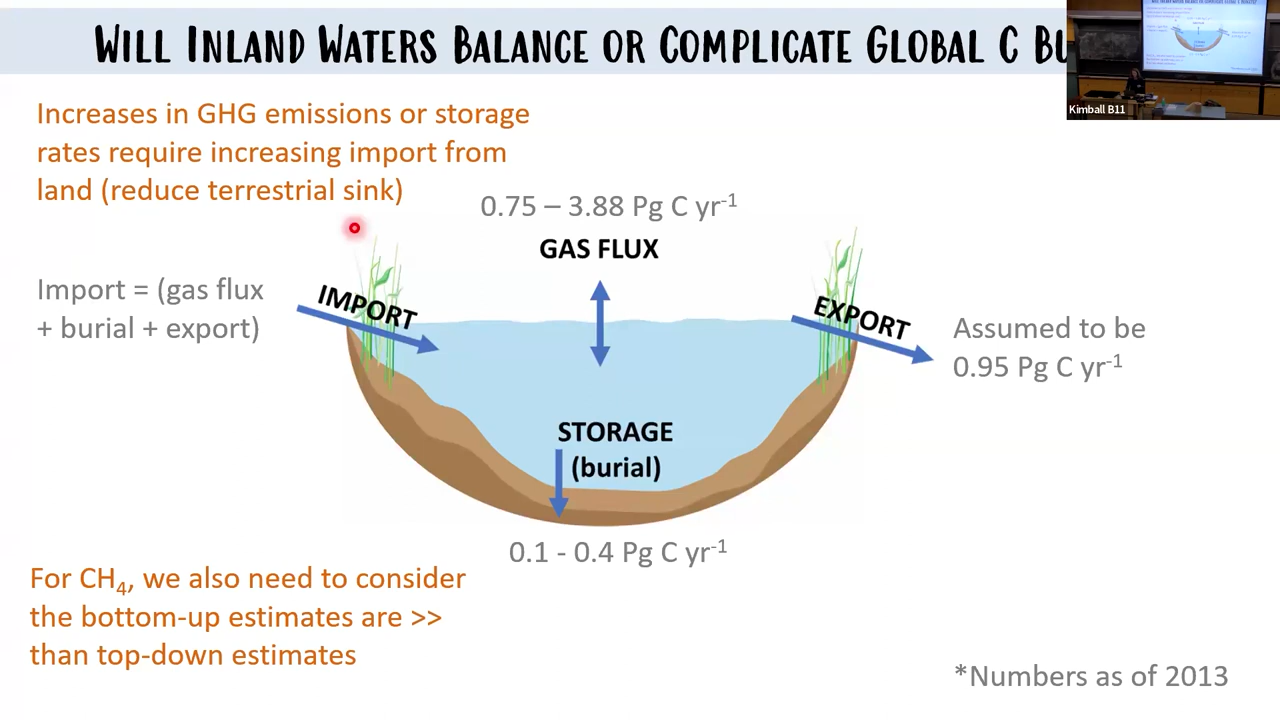 WILL INLAND WATERS BALANCE OR COMPLICATE GLOBAL C BU
Kimball B11
Increases in GHG emissions or storage
rates require increasing import from
land (reduce terrestrial sink)
0.75 – 3.88 Pg C yr⁻¹
GAS FLUX
Import = (gas flux
+ burial + export)
IMPORT
EXPORT
Assumed to be
0.95 Pg C yr⁻¹
STORAGE
(burial)
0.1 - 0.4 Pg C yr⁻¹
For CH₄, we also need to consider
the bottom-up estimates are >>
than top-down estimates
*Numbers as of 2013